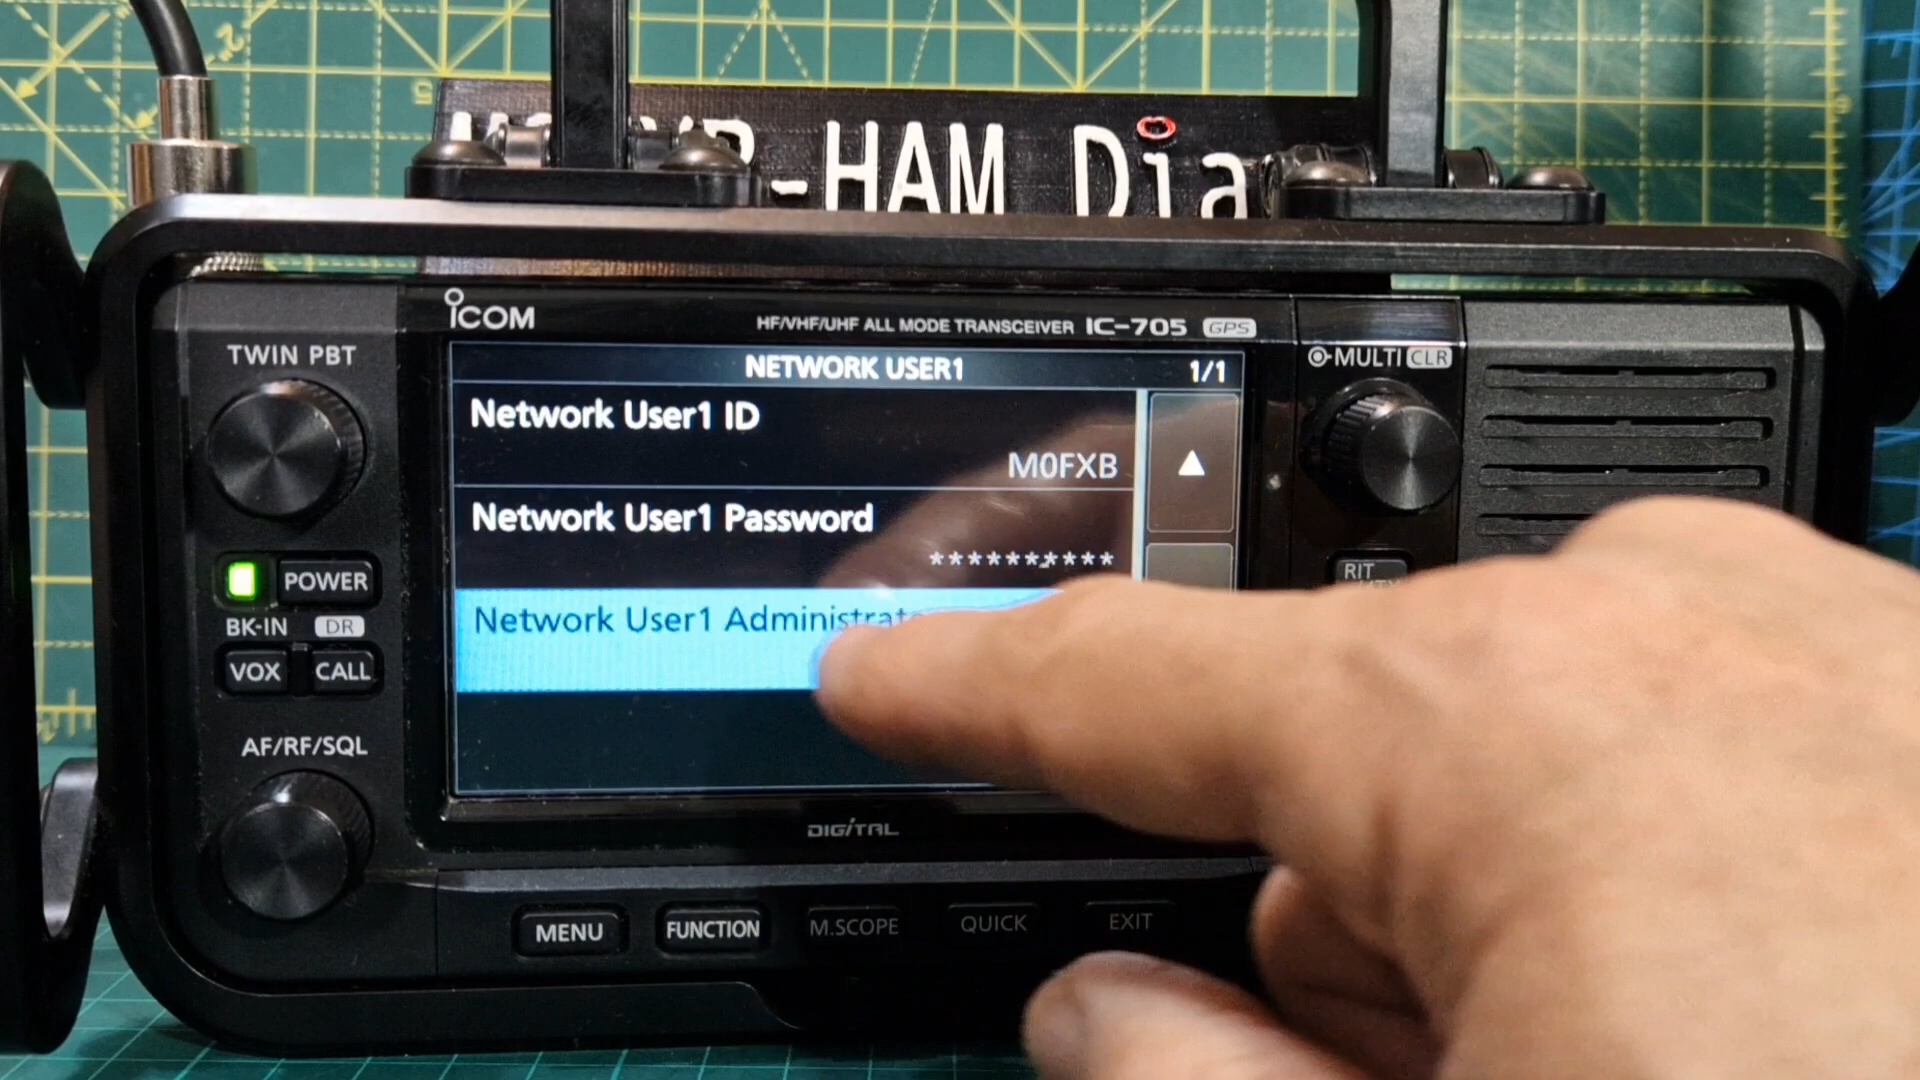 -HAM Dia
ICOM
HF/VHF/UHF ALL MODE TRANSCEIVER IC-705 GPS
TWIN PBT
MULTI CLR
NETWORK USER1 1/1
Network User1 ID
M0FXB
Network User1 Password
**********
POWER
RIT
BK-IN DR
Network User1
VOX CALL
AF/RF/SQL
DIGITAL
MENU FUNCTION M.SCOPE QUICK EXIT